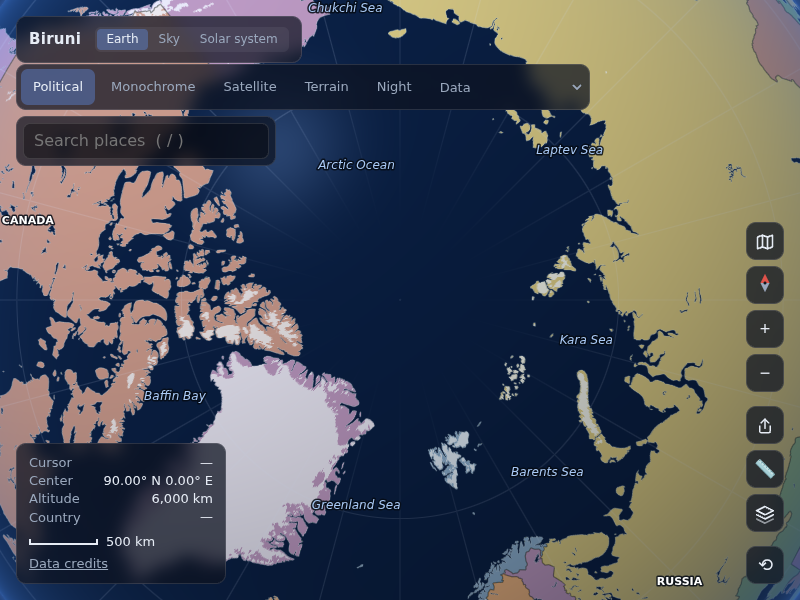 Chukchi Sea
Biruni
Earth
Sky
Solar system
Political
Monochrome
Satellite
Terrain
Night
Data
Search places ( / )
Laptev Sea
Arctic Ocean
CANADA
Kara Sea
+
−
Baffin Bay
Barents Sea
Greenland Sea
Cursor —
Center 90.00° N 0.00° E
Altitude 6,000 km
Country —
500 km
Data credits
RUSSIA